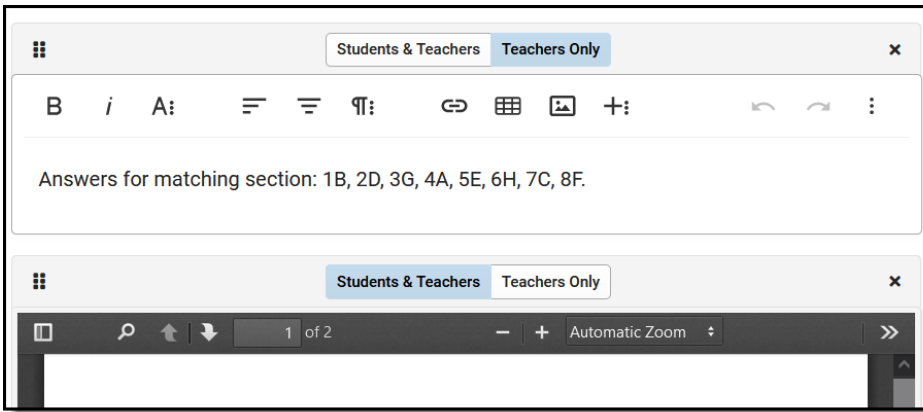 Students & Teachers Teachers Only
B i A
Answers for matching section: 1B, 2D, 3G, 4A, 5E, 6H, 7C, 8F.
Students & Teachers Teachers Only
1 of 2 Automatic Zoom